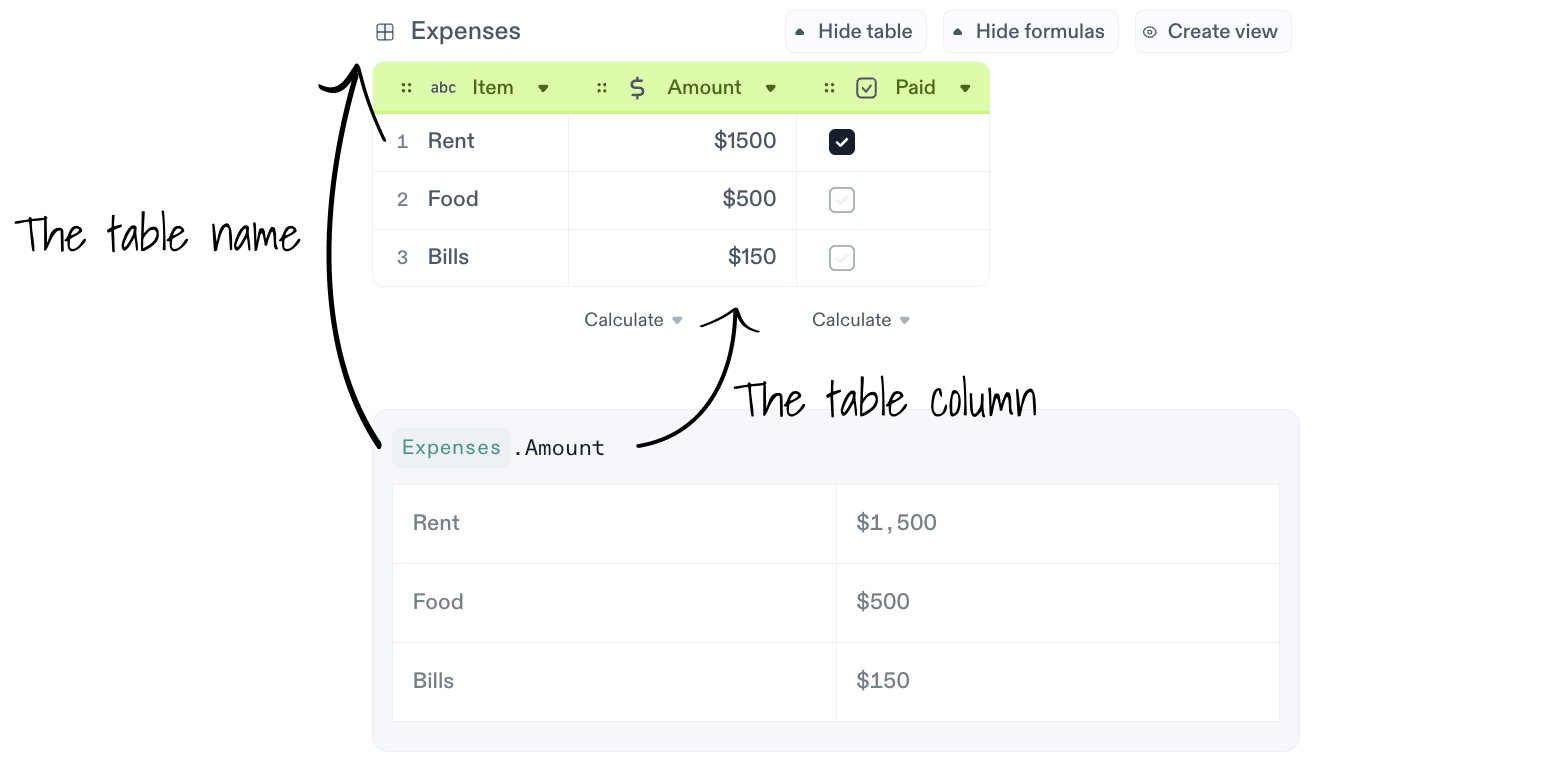 Expenses Hide table Hide formulas Create view
abc Item $ Amount Paid
1 Rent $1500
2 Food $500
The table name
3 Bills $150
Calculate Calculate
The table column
Expenses.Amount
Rent $1,500
Food $500
Bills $150